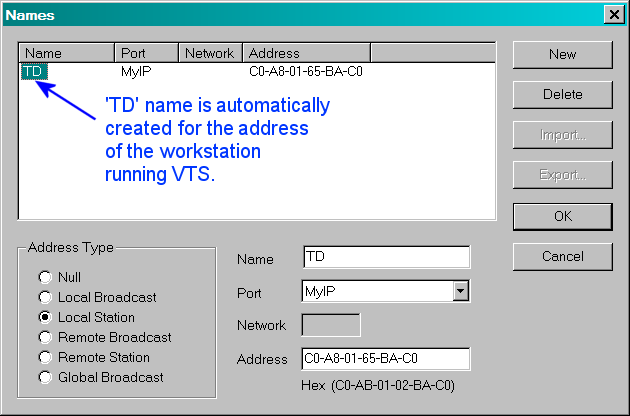 Names
Name Port Network Address
TD MyIP C0-A8-01-65-BA-C0
'TD' name is automatically
created for the address
of the workstation
running VTS.
New
Delete
Import...
Export...
OK
Cancel
Address Type
Null
Local Broadcast
Local Station
Remote Broadcast
Remote Station
Global Broadcast
Name TD
Port MyIP
Network
Address C0-A8-01-65-BA-C0
Hex (C0-AB-01-02-BA-C0)